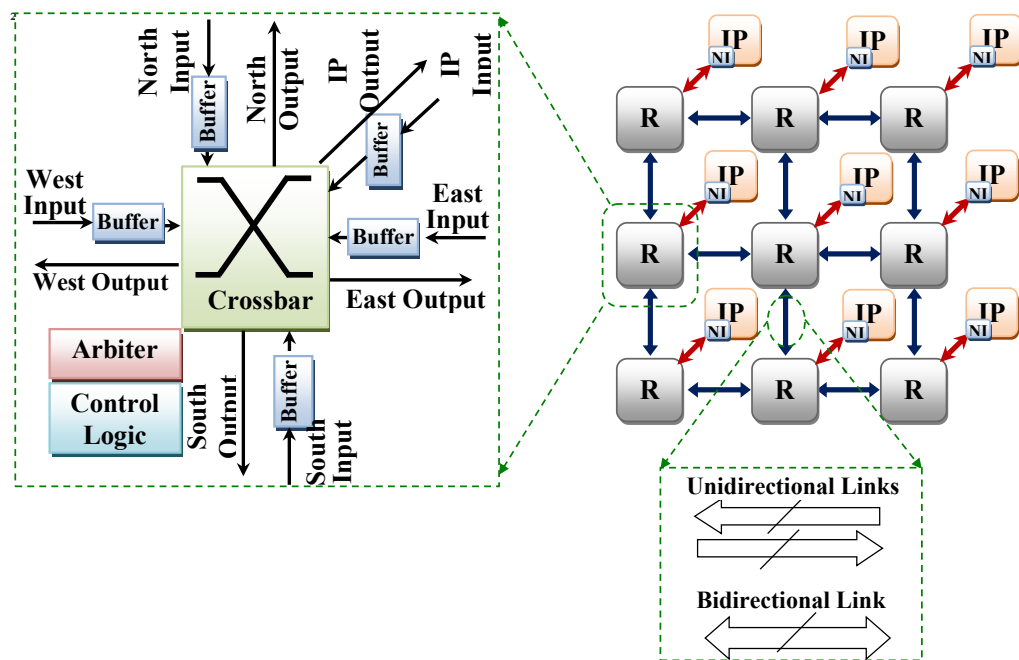 2
North
Input
North
Output
IP
Output
IP
Input
Buffer
Buffer
West
Input
Buffer
East
Input
Buffer
West Output
Crossbar
East Output
Arbiter
Control
Logic
South
Output
Buffer
South
Input
IP
NI
IP
NI
IP
NI
R
R
R
IP
NI
IP
NI
IP
NI
R
R
R
IP
NI
IP
NI
IP
NI
R
R
R
Unidirectional Links
Bidirectional Link